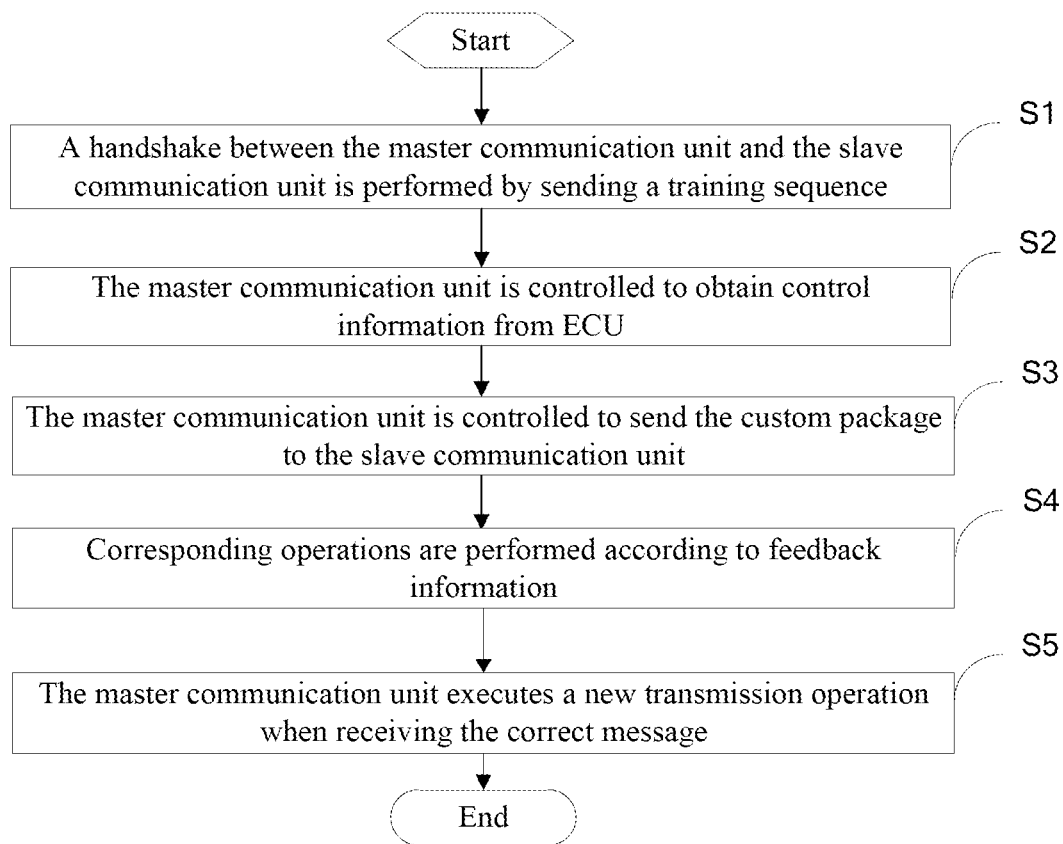 Start
S1
A handshake between the master communication unit and the slave
communication unit is performed by sending a training sequence
S2
The master communication unit is controlled to obtain control
information from ECU
S3
The master communication unit is controlled to send the custom package
to the slave communication unit
S4
Corresponding operations are performed according to feedback
information
S5
The master communication unit executes a new transmission operation
when receiving the correct message
End